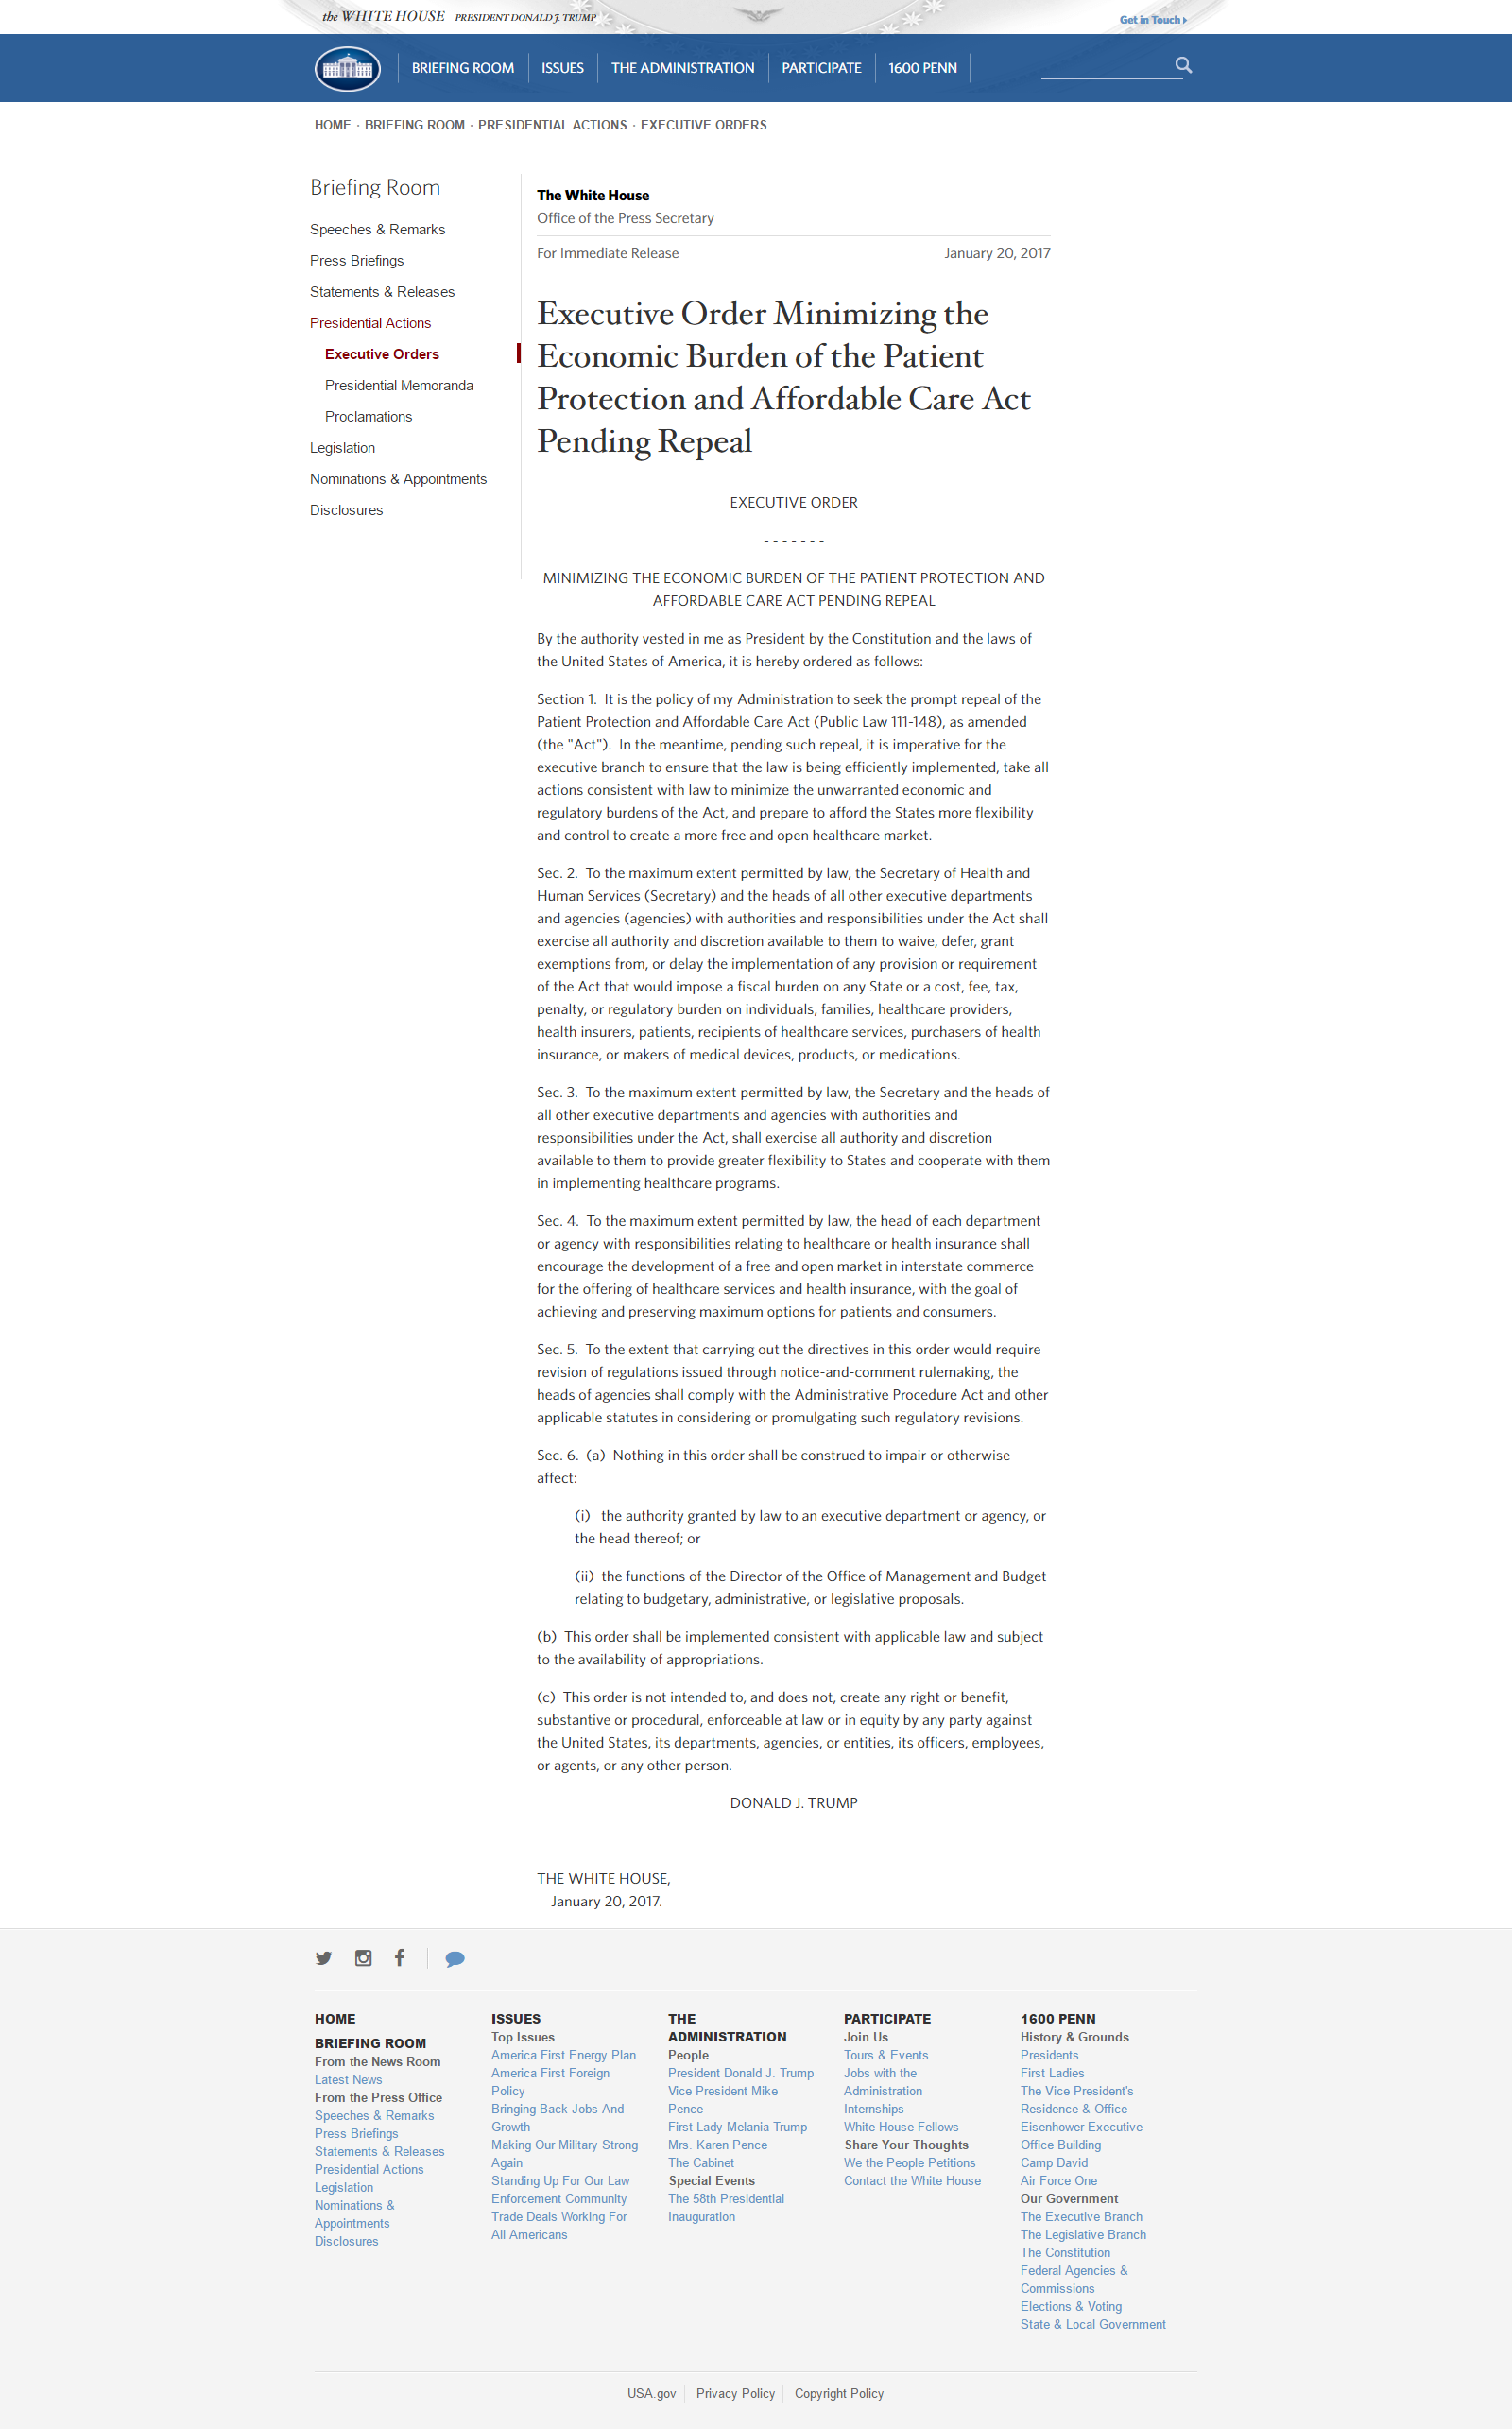 the WHITE HOUSE PRESIDENT DONALD J. TRUMP
Get in Touch
BRIEFING ROOM
ISSUES
THE ADMINISTRATION
PARTICIPATE
1600 PENN
HOME · BRIEFING ROOM · PRESIDENTIAL ACTIONS · EXECUTIVE ORDERS
Briefing Room
Speeches & Remarks
Press Briefings
Statements & Releases
Presidential Actions
Executive Orders
Presidential Memoranda
Proclamations
Legislation
Nominations & Appointments
Disclosures
The White House
Office of the Press Secretary
For Immediate Release
January 20, 2017
Executive Order Minimizing the
Economic Burden of the Patient
Protection and Affordable Care Act
Pending Repeal
EXECUTIVE ORDER
- - - - - - -
MINIMIZING THE ECONOMIC BURDEN OF THE PATIENT PROTECTION AND
AFFORDABLE CARE ACT PENDING REPEAL
By the authority vested in me as President by the Constitution and the laws of
the United States of America, it is hereby ordered as follows:
Section 1.  It is the policy of my Administration to seek the prompt repeal of the
Patient Protection and Affordable Care Act (Public Law 111-148), as amended
(the "Act").  In the meantime, pending such repeal, it is imperative for the
executive branch to ensure that the law is being efficiently implemented, take all
actions consistent with law to minimize the unwarranted economic and
regulatory burdens of the Act, and prepare to afford the States more flexibility
and control to create a more free and open healthcare market.
Sec. 2.  To the maximum extent permitted by law, the Secretary of Health and
Human Services (Secretary) and the heads of all other executive departments
and agencies (agencies) with authorities and responsibilities under the Act shall
exercise all authority and discretion available to them to waive, defer, grant
exemptions from, or delay the implementation of any provision or requirement
of the Act that would impose a fiscal burden on any State or a cost, fee, tax,
penalty, or regulatory burden on individuals, families, healthcare providers,
health insurers, patients, recipients of healthcare services, purchasers of health
insurance, or makers of medical devices, products, or medications.
Sec. 3.  To the maximum extent permitted by law, the Secretary and the heads of
all other executive departments and agencies with authorities and
responsibilities under the Act, shall exercise all authority and discretion
available to them to provide greater flexibility to States and cooperate with them
in implementing healthcare programs.
Sec. 4.  To the maximum extent permitted by law, the head of each department
or agency with responsibilities relating to healthcare or health insurance shall
encourage the development of a free and open market in interstate commerce
for the offering of healthcare services and health insurance, with the goal of
achieving and preserving maximum options for patients and consumers.
Sec. 5.  To the extent that carrying out the directives in this order would require
revision of regulations issued through notice-and-comment rulemaking, the
heads of agencies shall comply with the Administrative Procedure Act and other
applicable statutes in considering or promulgating such regulatory revisions.
Sec. 6.  (a)  Nothing in this order shall be construed to impair or otherwise
affect:
(i)   the authority granted by law to an executive department or agency, or
the head thereof; or
(ii)  the functions of the Director of the Office of Management and Budget
relating to budgetary, administrative, or legislative proposals.
(b)  This order shall be implemented consistent with applicable law and subject
to the availability of appropriations.
(c)  This order is not intended to, and does not, create any right or benefit,
substantive or procedural, enforceable at law or in equity by any party against
the United States, its departments, agencies, or entities, its officers, employees,
or agents, or any other person.
DONALD J. TRUMP
THE WHITE HOUSE,
January 20, 2017.
HOME
BRIEFING ROOM
From the News Room
Latest News
From the Press Office
Speeches & Remarks
Press Briefings
Statements & Releases
Presidential Actions
Legislation
Nominations &
Appointments
Disclosures
ISSUES
Top Issues
America First Energy Plan
America First Foreign
Policy
Bringing Back Jobs And
Growth
Making Our Military Strong
Again
Standing Up For Our Law
Enforcement Community
Trade Deals Working For
All Americans
THE
ADMINISTRATION
People
President Donald J. Trump
Vice President Mike
Pence
First Lady Melania Trump
Mrs. Karen Pence
The Cabinet
Special Events
The 58th Presidential
Inauguration
PARTICIPATE
Join Us
Tours & Events
Jobs with the
Administration
Internships
White House Fellows
Share Your Thoughts
We the People Petitions
Contact the White House
1600 PENN
History & Grounds
Presidents
First Ladies
The Vice President's
Residence & Office
Eisenhower Executive
Office Building
Camp David
Air Force One
Our Government
The Executive Branch
The Legislative Branch
The Constitution
Federal Agencies &
Commissions
Elections & Voting
State & Local Government
USA.gov
Privacy Policy
Copyright Policy